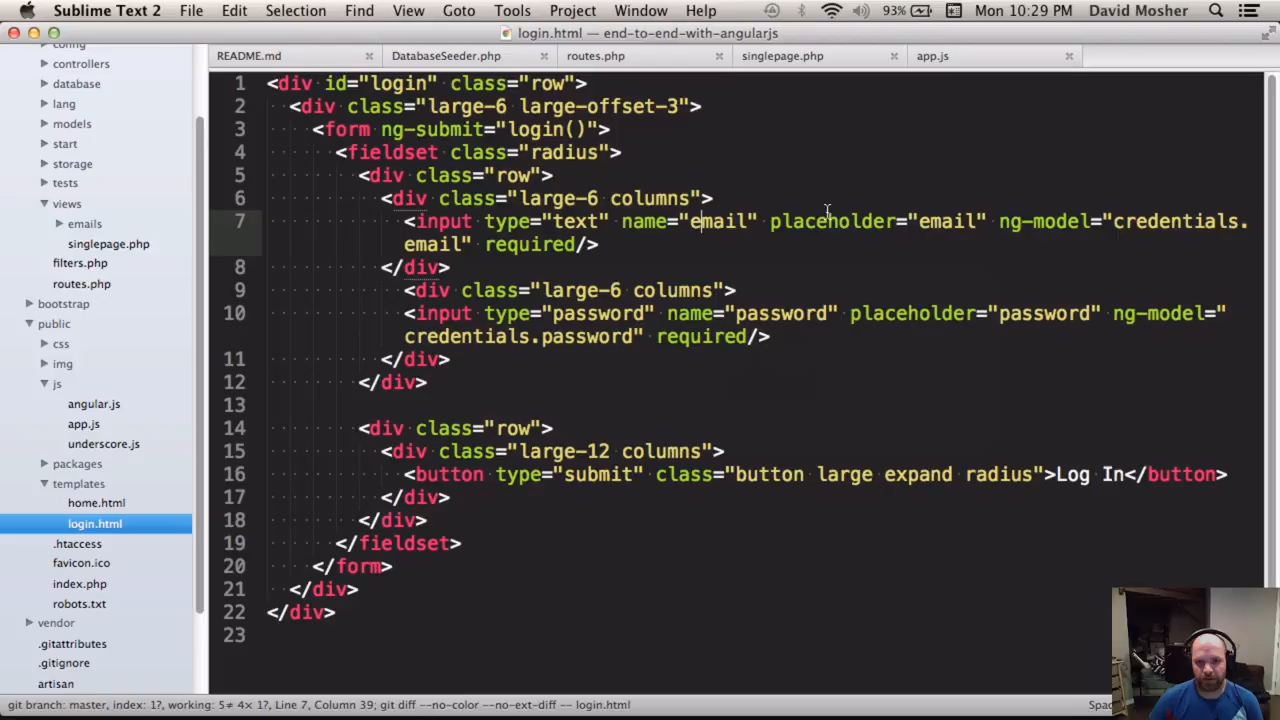 Sublime Text 2 File Edit Selection Find View Goto Tools Project Window Help 93% Mon 10:29 PM David Mosher
login.html — end-to-end-with-angularjs
README.md DatabaseSeeder.php routes.php singlepage.php app.js
config
controllers
database
lang
models
start
storage
tests
views
emails
singlepage.php
filters.php
routes.php
bootstrap
public
css
img
js
angular.js
app.js
underscore.js
packages
templates
home.html
login.html
.htaccess
favicon.ico
index.php
robots.txt
vendor
.gitattributes
.gitignore
artisan
1 <div id="login" class="row">
2 <div class="large-6 large-offset-3">
3 <form ng-submit="login()">
4 <fieldset class="radius">
5 <div class="row">
6 <div class="large-6 columns">
7 <input type="text" name="email" placeholder="email" ng-model="credentials.
email" required/>
8 </div>
9 <div class="large-6 columns">
10 <input type="password" name="password" placeholder="password" ng-model="
credentials.password" required/>
11 </div>
12 </div>
13
14 <div class="row">
15 <div class="large-12 columns">
16 <button type="submit" class="button large expand radius">Log In</button>
17 </div>
18 </div>
19 </fieldset>
20 </form>
21 </div>
22 </div>
23
git branch: master, index: 1?, working: 5≠ 4× 1?, Line 7, Column 39; git diff --no-color --no-ext-diff -- login.html